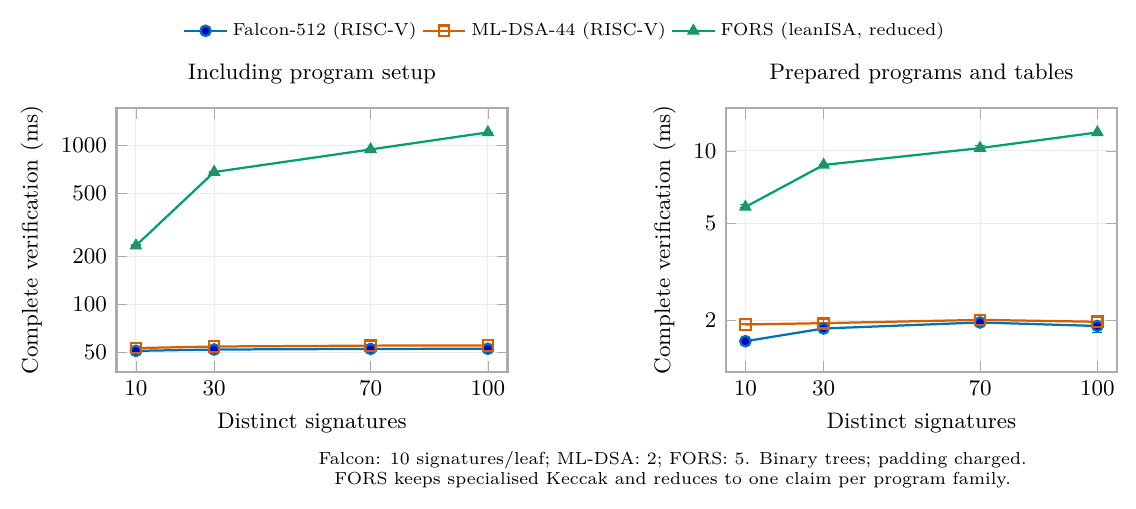 Falcon-512 (RISC-V) ML-DSA-44 (RISC-V) FORS (leanISA, reduced)
Including program setup
Complete verification (ms)
1000
500
200
100
50
10 30 70 100
Distinct signatures
Prepared programs and tables
Complete verification (ms)
10
5
2
10 30 70 100
Distinct signatures
Falcon: 10 signatures/leaf; ML-DSA: 2; FORS: 5. Binary trees; padding charged.
FORS keeps specialised Keccak and reduces to one claim per program family.